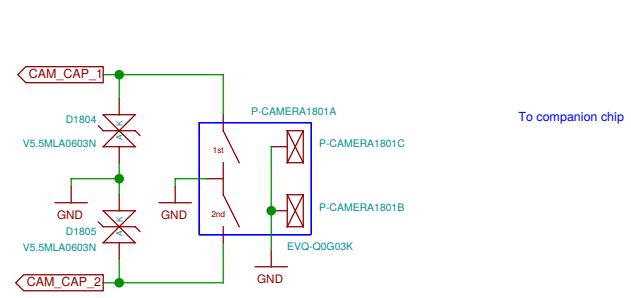 CAM_CAP_1
P-CAMERA1801A
To companion chip
D1804
A K
V5.5MLA0603N
1st
P-CAMERA1801C
GND
GND
2nd
P-CAMERA1801B
D1805
A K
V5.5MLA0603N
EVQ-Q0G03K
CAM_CAP_2
GND